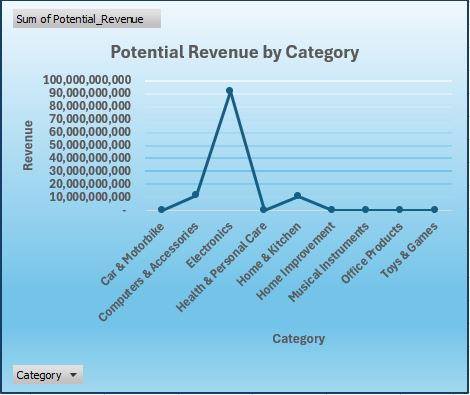 Sum of Potential_Revenue
Potential Revenue by Category
100,000,000,000
90,000,000,000
80,000,000,000
70,000,000,000
60,000,000,000
50,000,000,000
40,000,000,000
30,000,000,000
20,000,000,000
10,000,000,000
-
Revenue
Car & Motorbike
Computers & Accessories
Electronics
Health & Personal Care
Home & Kitchen
Home Improvement
Musical Instruments
Office Products
Toys & Games
Category
Category